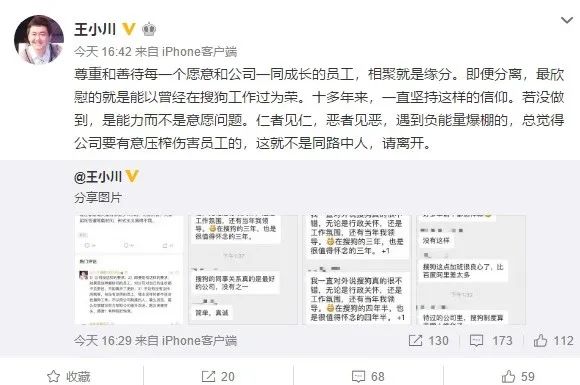 王小川
今天 16:42 来自 iPhone客户端
尊重和善待每一个愿意和公司一同成长的员工，相聚就是缘分。即便分离，最欣
慰的就是能以曾经在搜狗工作过为荣。十多年来，一直坚持这样的信仰。若没做
到，是能力而不是意愿问题。仁者见仁，恶者见恶，遇到负能量爆棚的，总觉得
公司要有意压榨伤害员工的，这就不是同路中人，请离开。
@王小川
分享图片
工作氛围，还有当年我领
导。在搜狗的三年，也是
很值得怀念的三年。
下午1:37
搜狗的同事关系真的是最好
的公司，没有之一
简单，真诚
我一直对外说搜狗真的很不
错，无论是行政关怀，还是
工作氛围，还有当年我领
导。在搜狗的三年，也是
很值得怀念的三年。+1
我一直对外说搜狗真的很不
错，无论是行政关怀，还是
工作氛围，还有当年我领
导。在搜狗的四年半，也
是很值得怀念的四年半。+1
没有这样
搜狗这点加班很良心了，比
百度阿里差太多
下午1:13
待过的公司里，搜狗制度算
今天 16:29 来自 iPhone客户端
130
173
112
收藏
20
68
59